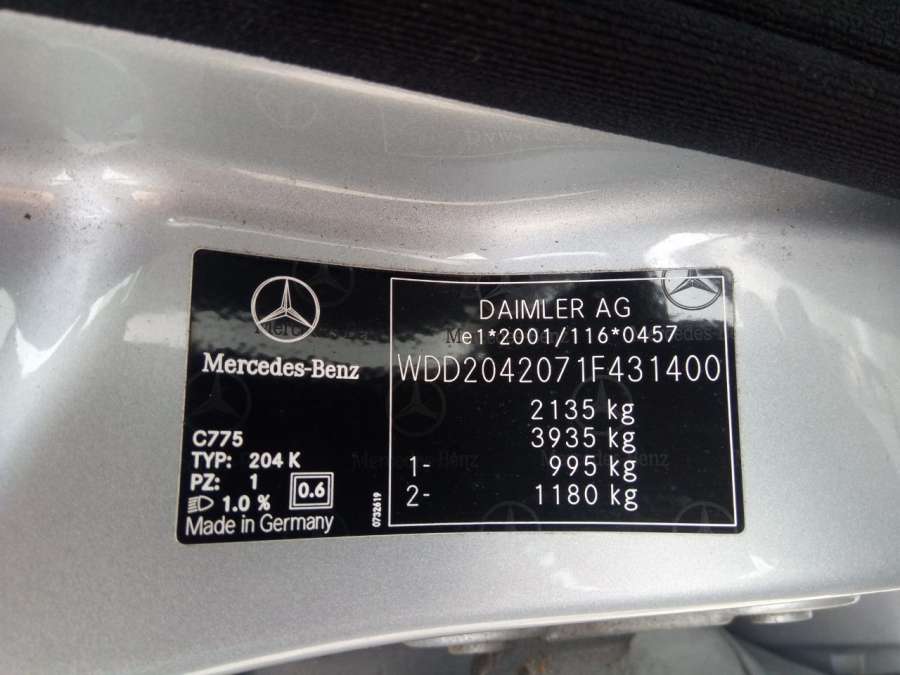 Mercedes-Benz
C775
TYP: 204 K
PZ: 1
1.0 % 0.6
Made in Germany
0732619
DAIMLER AG
e1*2001/116*0457
WDD2042071F431400
2135 kg
3935 kg
1- 995 kg
2- 1180 kg